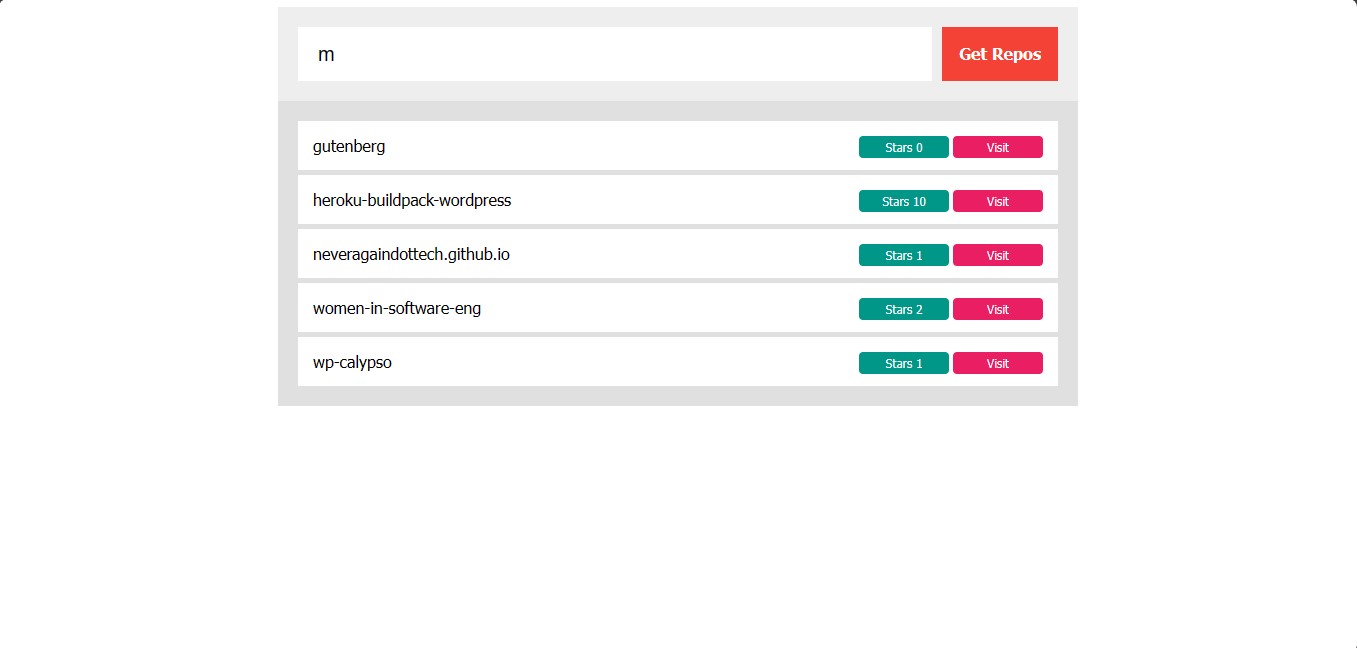 m Get Repos
gutenberg Stars 0 Visit
heroku-buildpack-wordpress Stars 10 Visit
neveragaindottech.github.io Stars 1 Visit
women-in-software-eng Stars 2 Visit
wp-calypso Stars 1 Visit